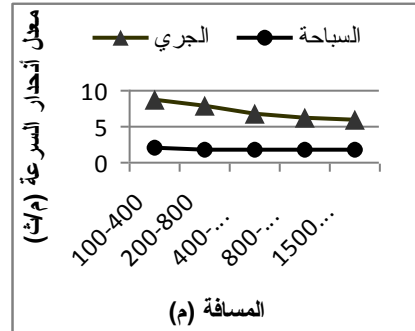 السباحة الجري
معدل أنحدار السرعة (م/ث)
10
5
0
100-400
200-800
400-...
800-...
1500...
المسافة (م)